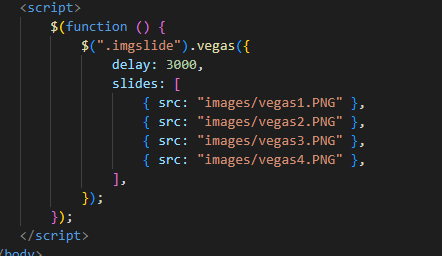 <script>
$(function () {
$(".imgslide").vegas({
delay: 3000,
slides: [
{ src: "images/vegas1.PNG" },
{ src: "images/vegas2.PNG" },
{ src: "images/vegas3.PNG" },
{ src: "images/vegas4.PNG" },
],
});
});
</script>
</body>